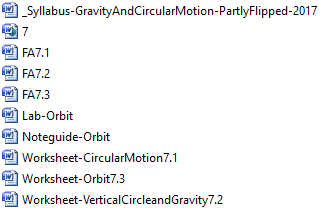 _Syllabus-GravityAndCircularMotion-PartlyFlipped-2017
7
FA7.1
FA7.2
FA7.3
Lab-Orbit
Noteguide-Orbit
Worksheet-CircularMotion7.1
Worksheet-Orbit7.3
Worksheet-VerticalCircleandGravity7.2